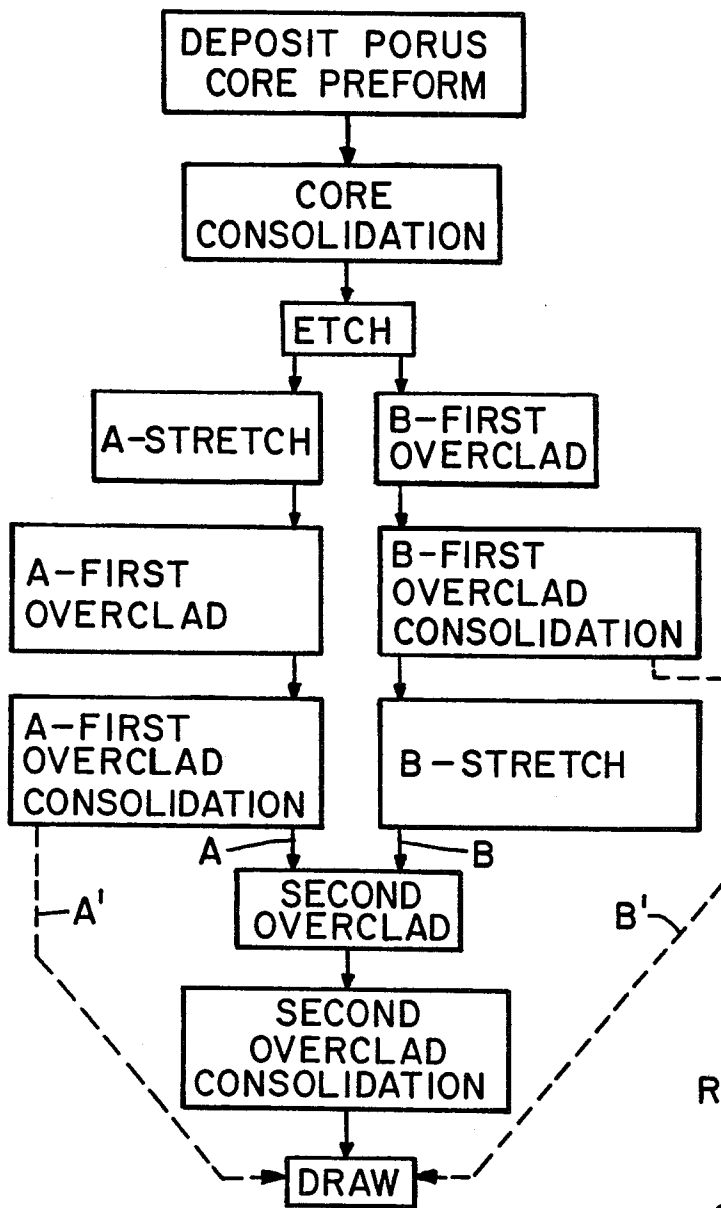 DEPOSIT PORUS
CORE PREFORM
CORE
CONSOLIDATION
ETCH
A-STRETCH
B-FIRST
OVERCLAD
A-FIRST
OVERCLAD
B-FIRST
OVERCLAD
CONSOLIDATION
A-FIRST
OVERCLAD
CONSOLIDATION
B-STRETCH
A
B
SECOND
OVERCLAD
A'
B'
SECOND
OVERCLAD
CONSOLIDATION
R
DRAW